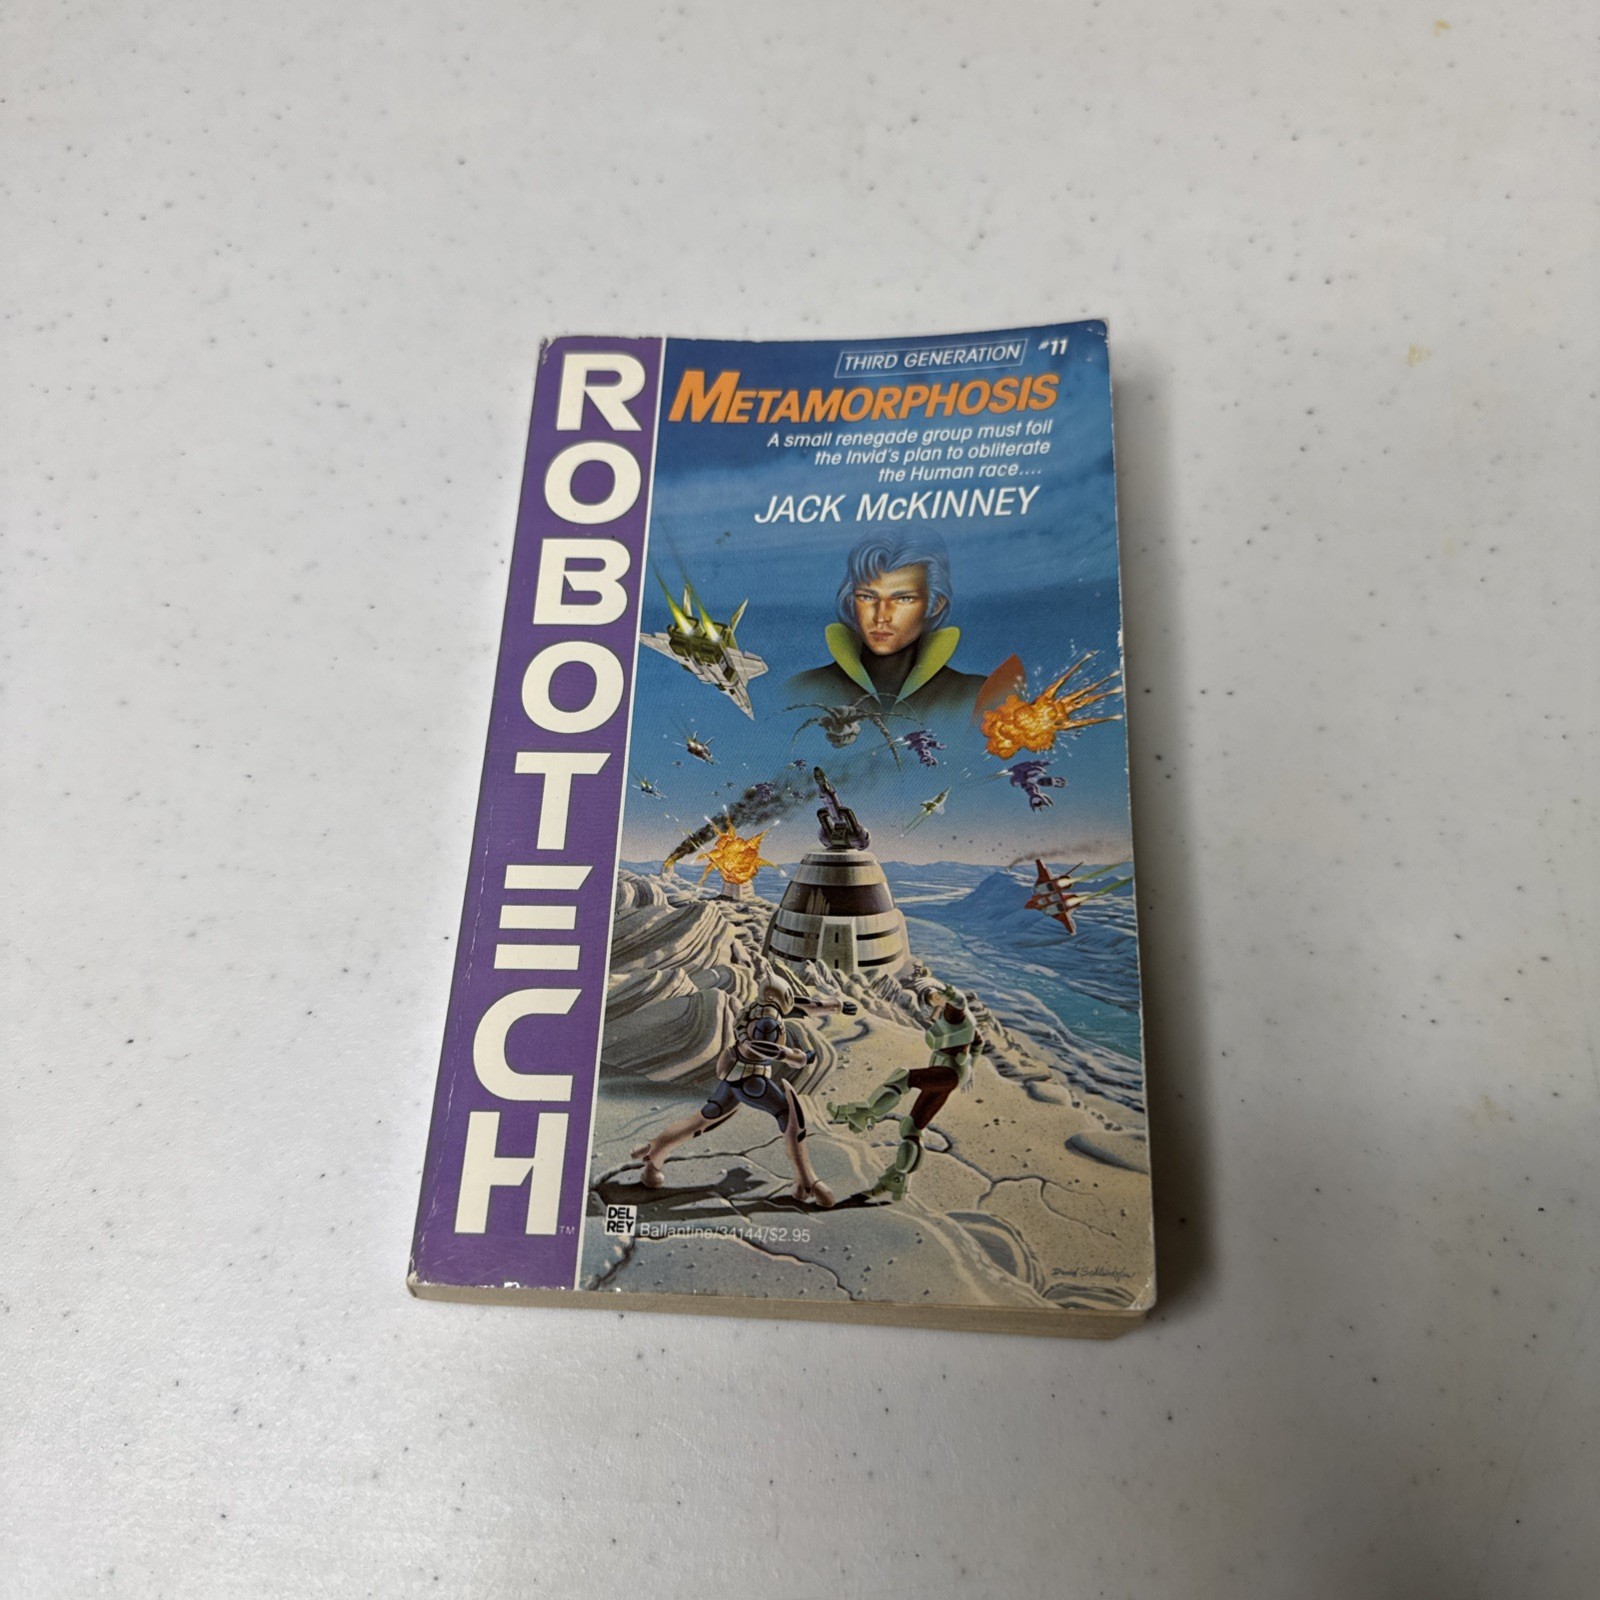 ROBOTECH
TM
THIRD GENERATION #11
METAMORPHOSIS
A small renegade group must foil
the Invid's plan to obliterate
the Human race....
JACK McKINNEY
DEL
REY
Ballantine/34144/$2.95